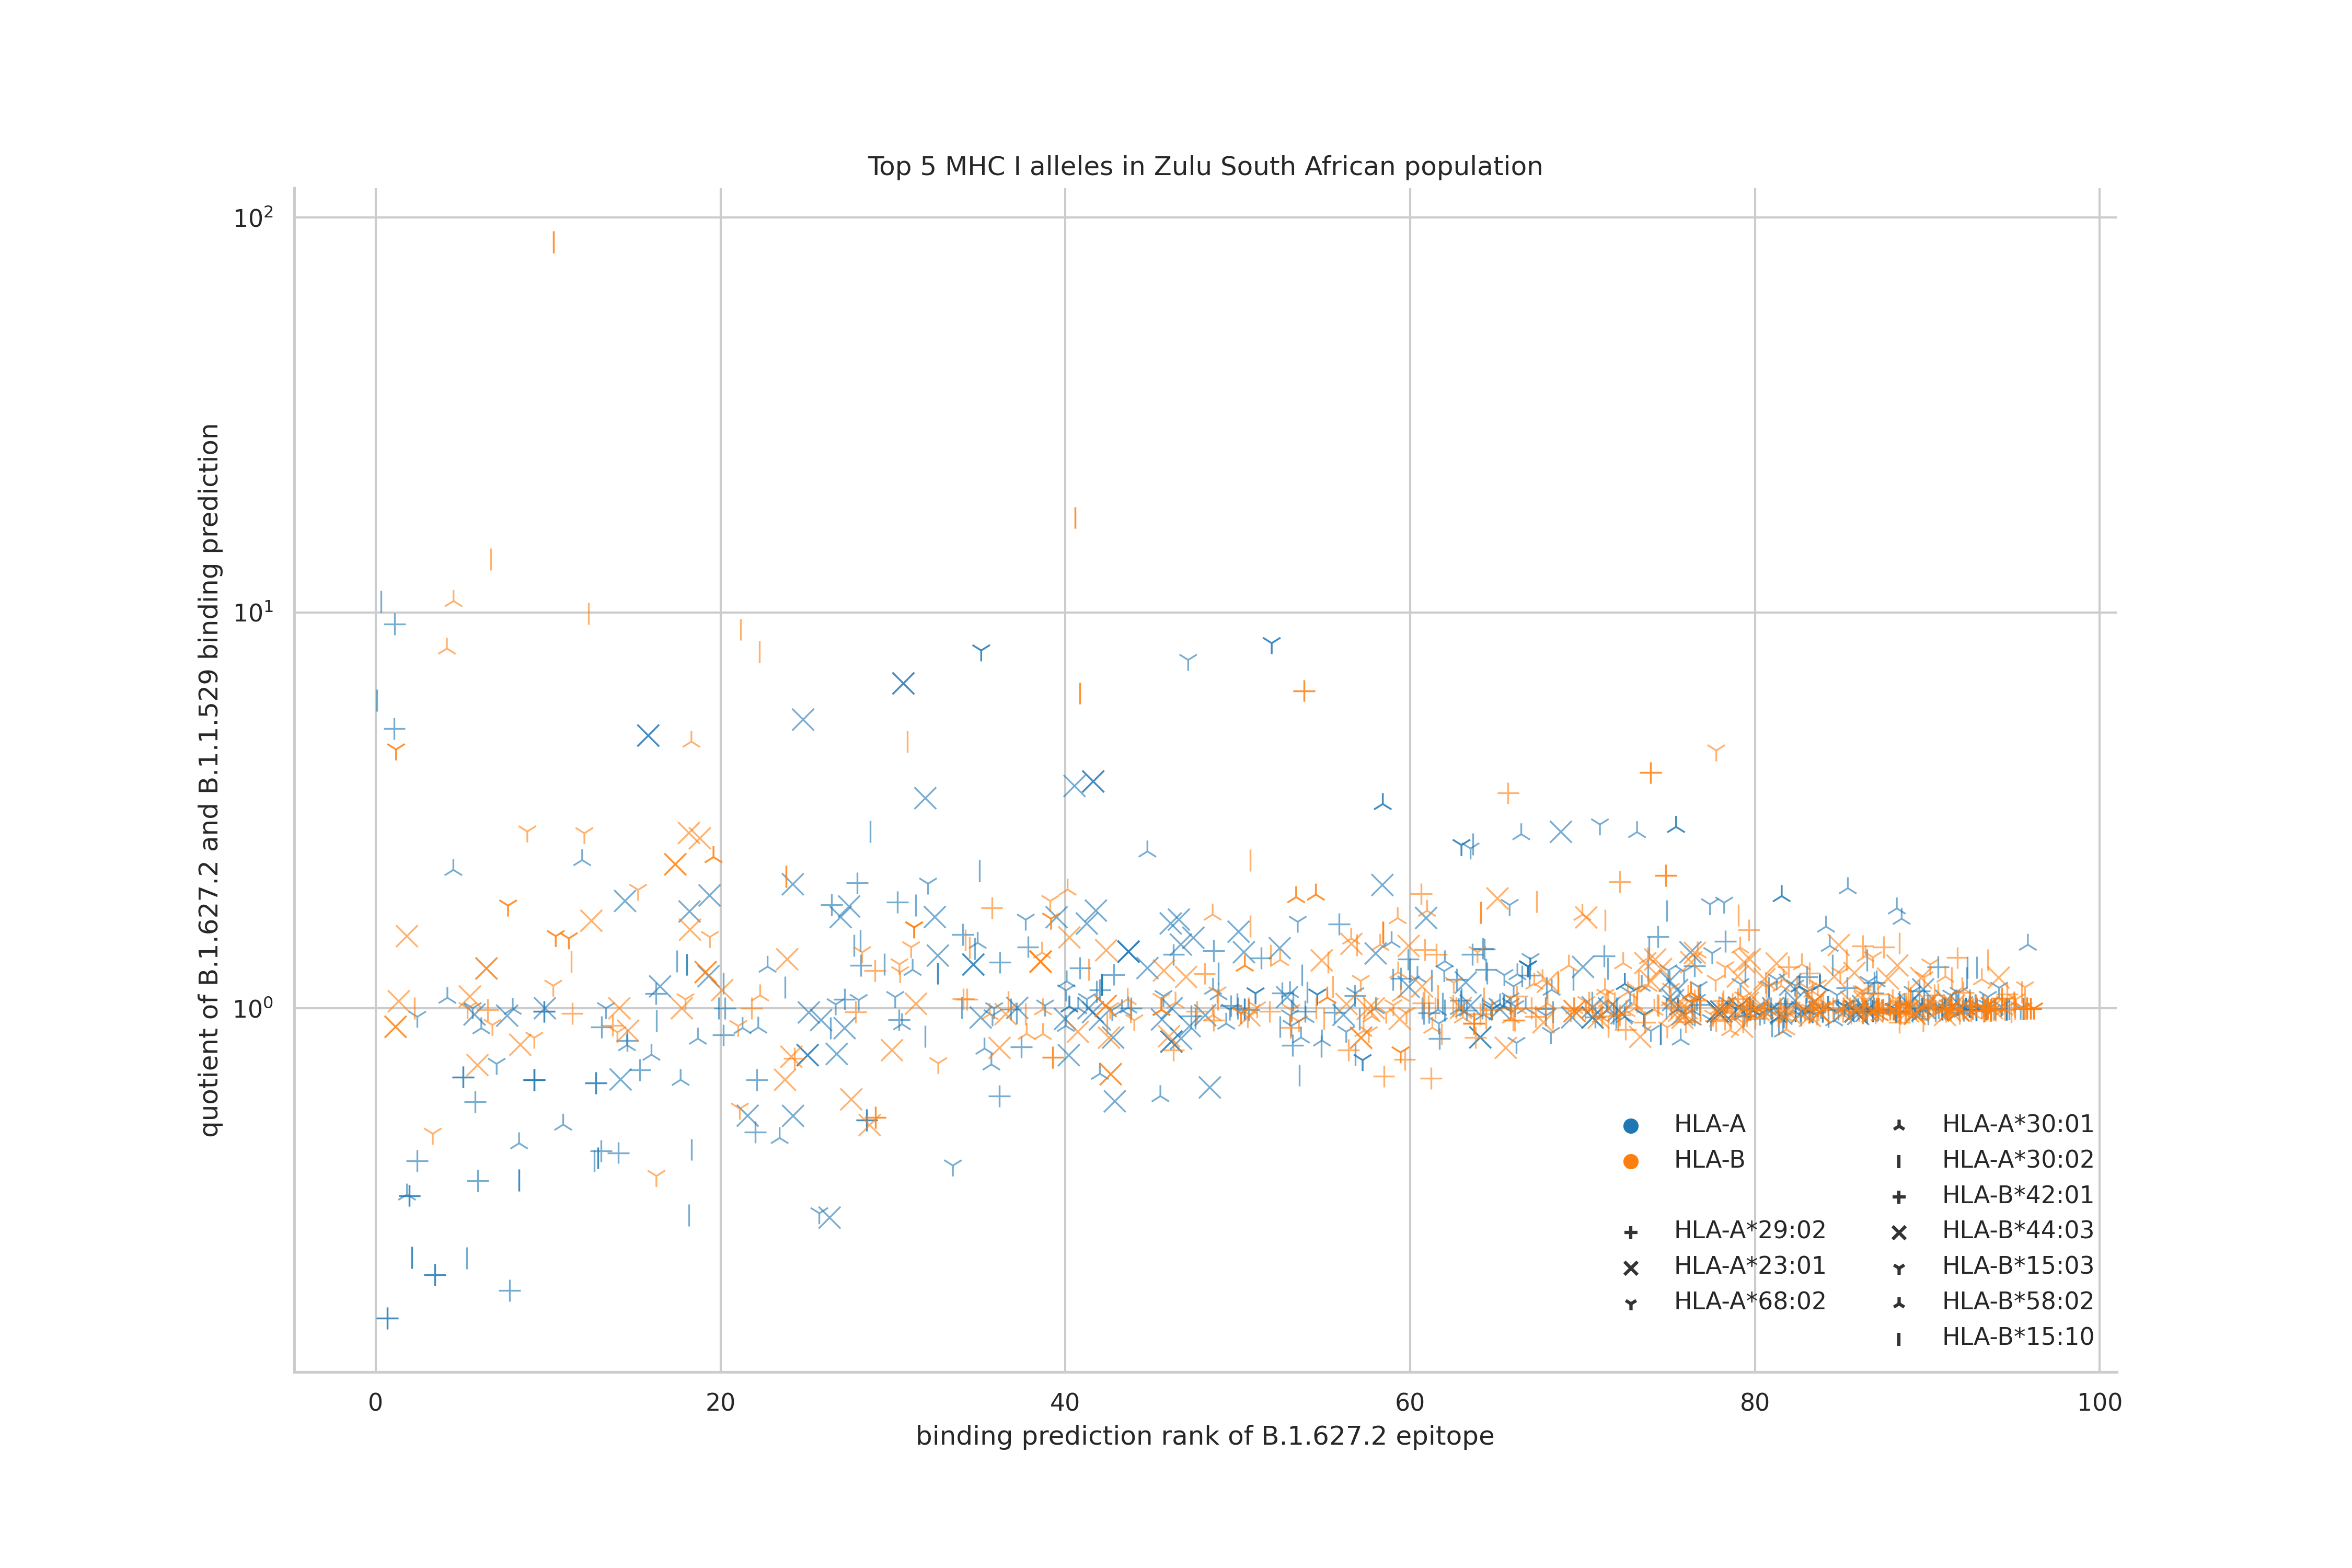 Top 5 MHC I alleles in Zulu South African population
quotient of B.1.627.2 and B.1.1.529 binding prediction
10²
10¹
10⁰
HLA-A
HLA-B
HLA-A*29:02
HLA-A*23:01
HLA-A*68:02
HLA-A*30:01
HLA-A*30:02
HLA-B*42:01
HLA-B*44:03
HLA-B*15:03
HLA-B*58:02
HLA-B*15:10
0 20 40 60 80 100
binding prediction rank of B.1.627.2 epitope